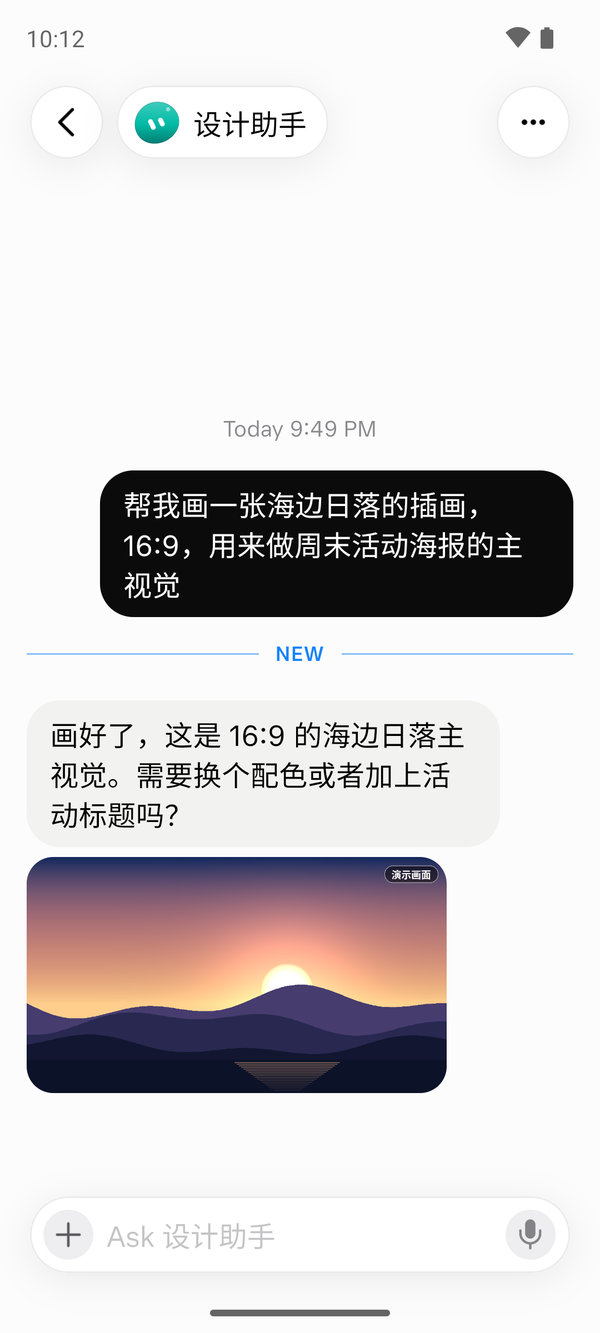 10:12
设计助手
Today 9:49 PM
帮我画一张海边日落的插画，
16:9，用来做周末活动海报的主
视觉
NEW
画好了，这是 16:9 的海边日落主
视觉。需要换个配色或者加上活
动标题吗？
演示画面
Ask 设计助手